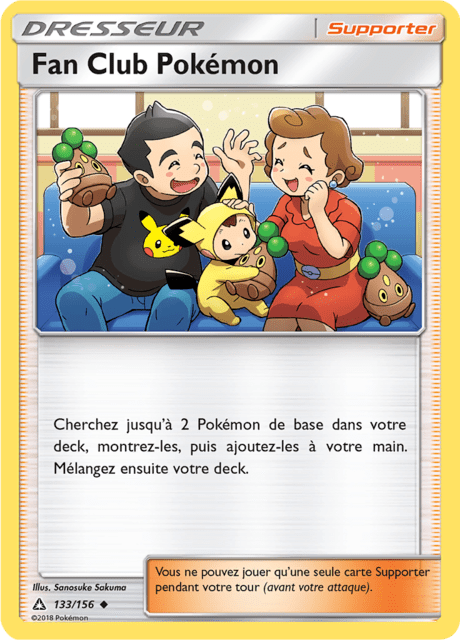 DRESSEUR
Supporter
Fan Club Pokémon
Cherchez jusqu'à 2 Pokémon de base dans votre
deck, montrez-les, puis ajoutez-les à votre main.
Mélangez ensuite votre deck.
Vous ne pouvez jouer qu'une seule carte Supporter
pendant votre tour (avant votre attaque).
Illus. Sanosuke Sakuma
133/156
©2018 Pokémon